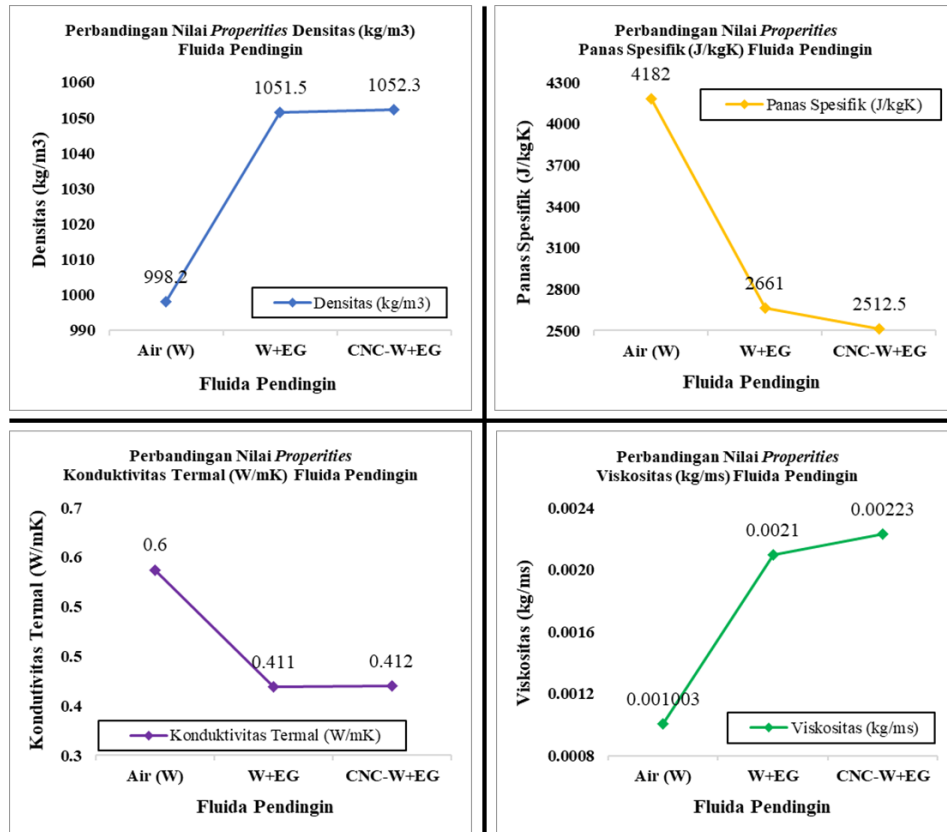 Perbandingan Nilai Properities Densitas (kg/m3)
Fluida Pendingin
1060
1050
1040
1030
1020
1010
1000
990
Densitas (kg/m3)
998.2
1051.5
1052.3
Densitas (kg/m3)
Air (W)
W+EG
CNC-W+EG
Fluida Pendingin
Perbandingan Nilai Properities
Panas Spesifik (J/kgK) Fluida Pendingin
4300
4000
3700
3400
3100
2800
2500
Panas Spesifik (J/kgK)
4182
2661
2512.5
Panas Spesifik (J/kgK)
Air (W)
W+EG
CNC-W+EG
Fluida Pendingin
Perbandingan Nilai Properities
Konduktivitas Termal (W/mK) Fluida Pendingin
0.7
0.6
0.5
0.5
0.4
0.3
Kondutivitas Termal (W/mK)
0.6
0.411
0.412
Konduktivitas Termal (W/mK)
Air (W)
W+EG
CNC-W+EG
Fluida Pendingin
Perbandingan Nilai Properities
Viskositas (kg/ms) Fluida Pendingin
0.0024
0.0020
0.0016
0.0012
0.0008
Viskositas (kg/ms)
0.001003
0.0021
0.00223
Viskositas (kg/ms)
Air (W)
W+EG
CNC-W+EG
Fluida Pendingin